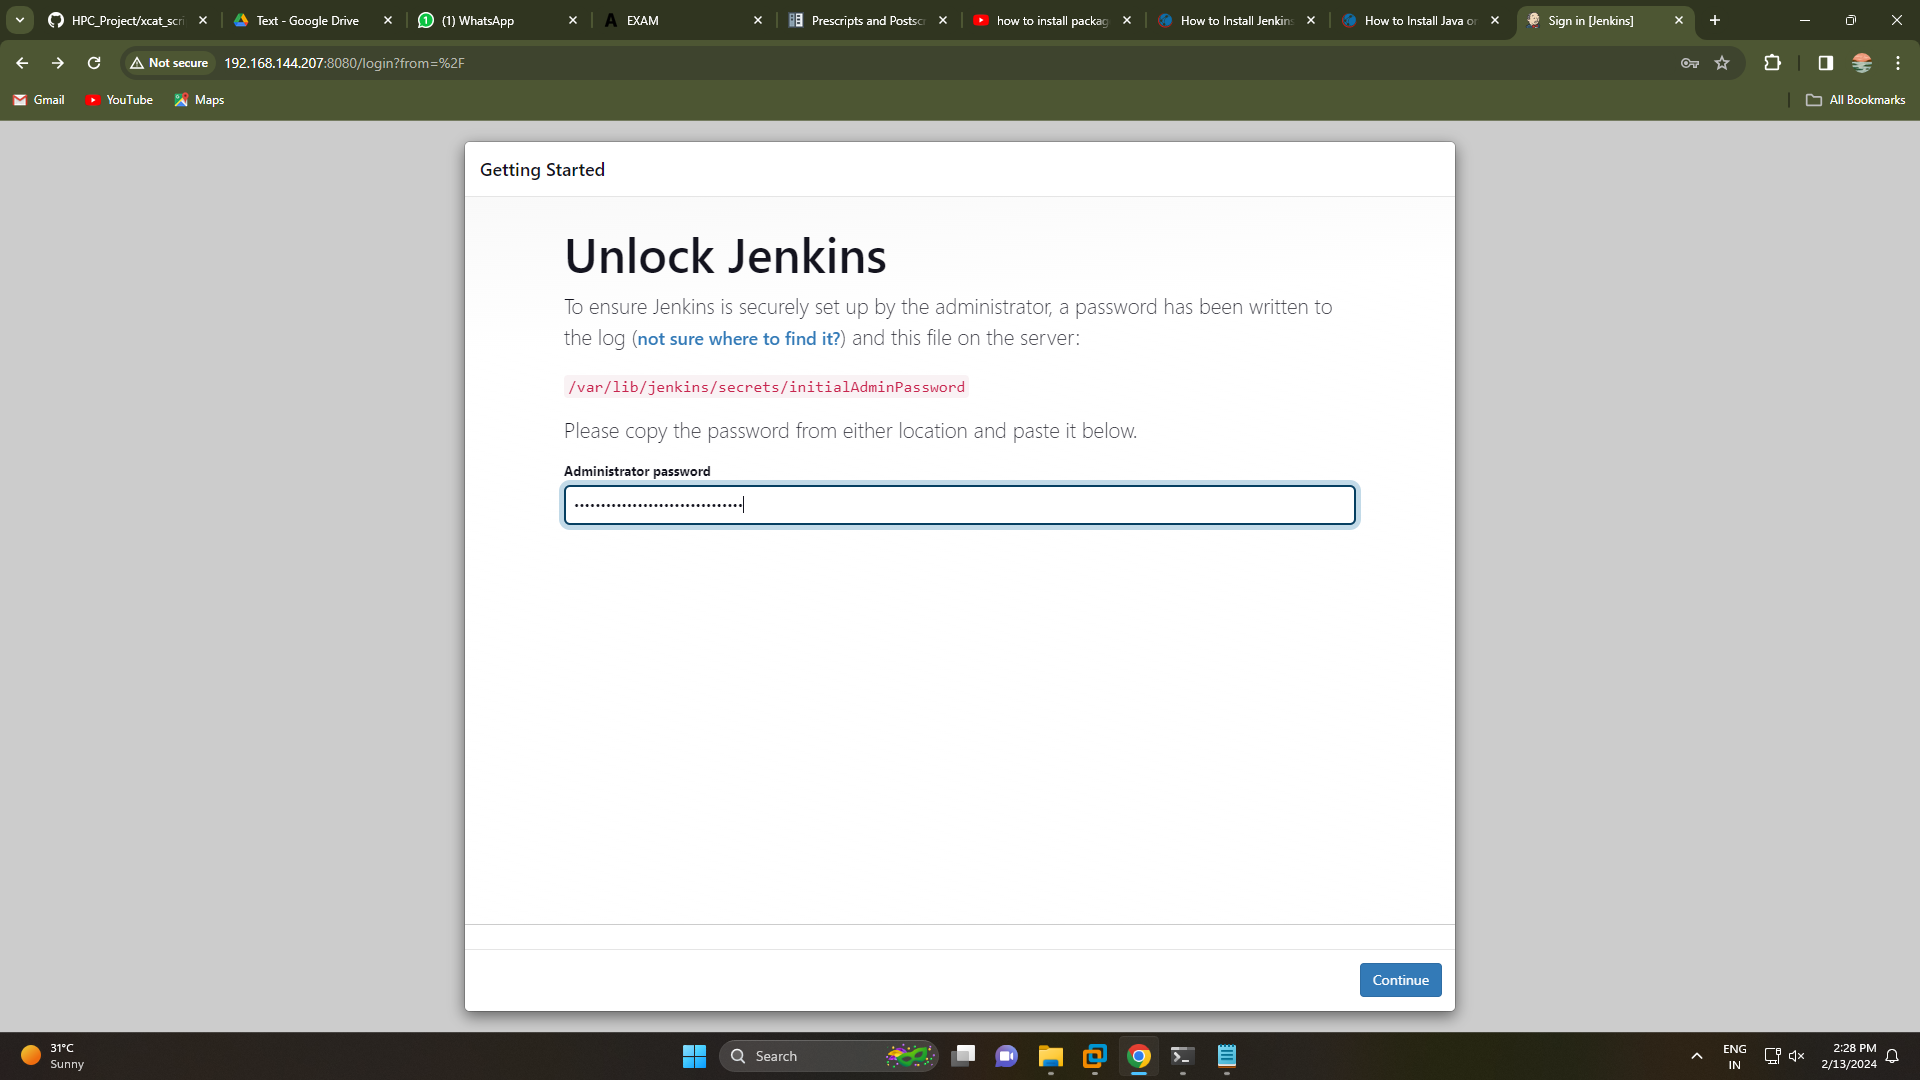 HPC_Project/xcat_scri
Text - Google Drive
(1) WhatsApp
EXAM
Prescripts and Postscr
how to install packag
How to Install Jenkins
How to Install Java or
Sign in [Jenkins]
Not secure
192.168.144.207:8080/login?from=%2F
Gmail
YouTube
Maps
All Bookmarks
Getting Started
Unlock Jenkins
To ensure Jenkins is securely set up by the administrator, a password has been written to
the log (not sure where to find it?) and this file on the server:
/var/lib/jenkins/secrets/initialAdminPassword
Please copy the password from either location and paste it below.
Administrator password
••••••••••••••••••••••••••••••••
Continue
31°C
Sunny
Search
ENG
IN
2:28 PM
2/13/2024